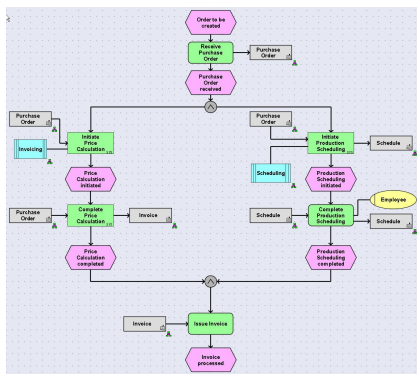 Order to be
created
Receive
Purchase
Order
Purchase
Order
Purchase
Order
received
Purchase
Order
Initiate
Price
Calculation
Invoicing
Price
Calculation
initiated
Purchase
Order
Complete
Price
Calculation
Invoice
Price
Calculation
completed
Purchase
Order
Initiate
Production
Scheduling
Schedule
Scheduling
Production
Scheduling
initiated
Employee
Schedule
Complete
Production
Scheduling
Schedule
Production
Scheduling
completed
Invoice
Issue Invoice
Invoice
processed